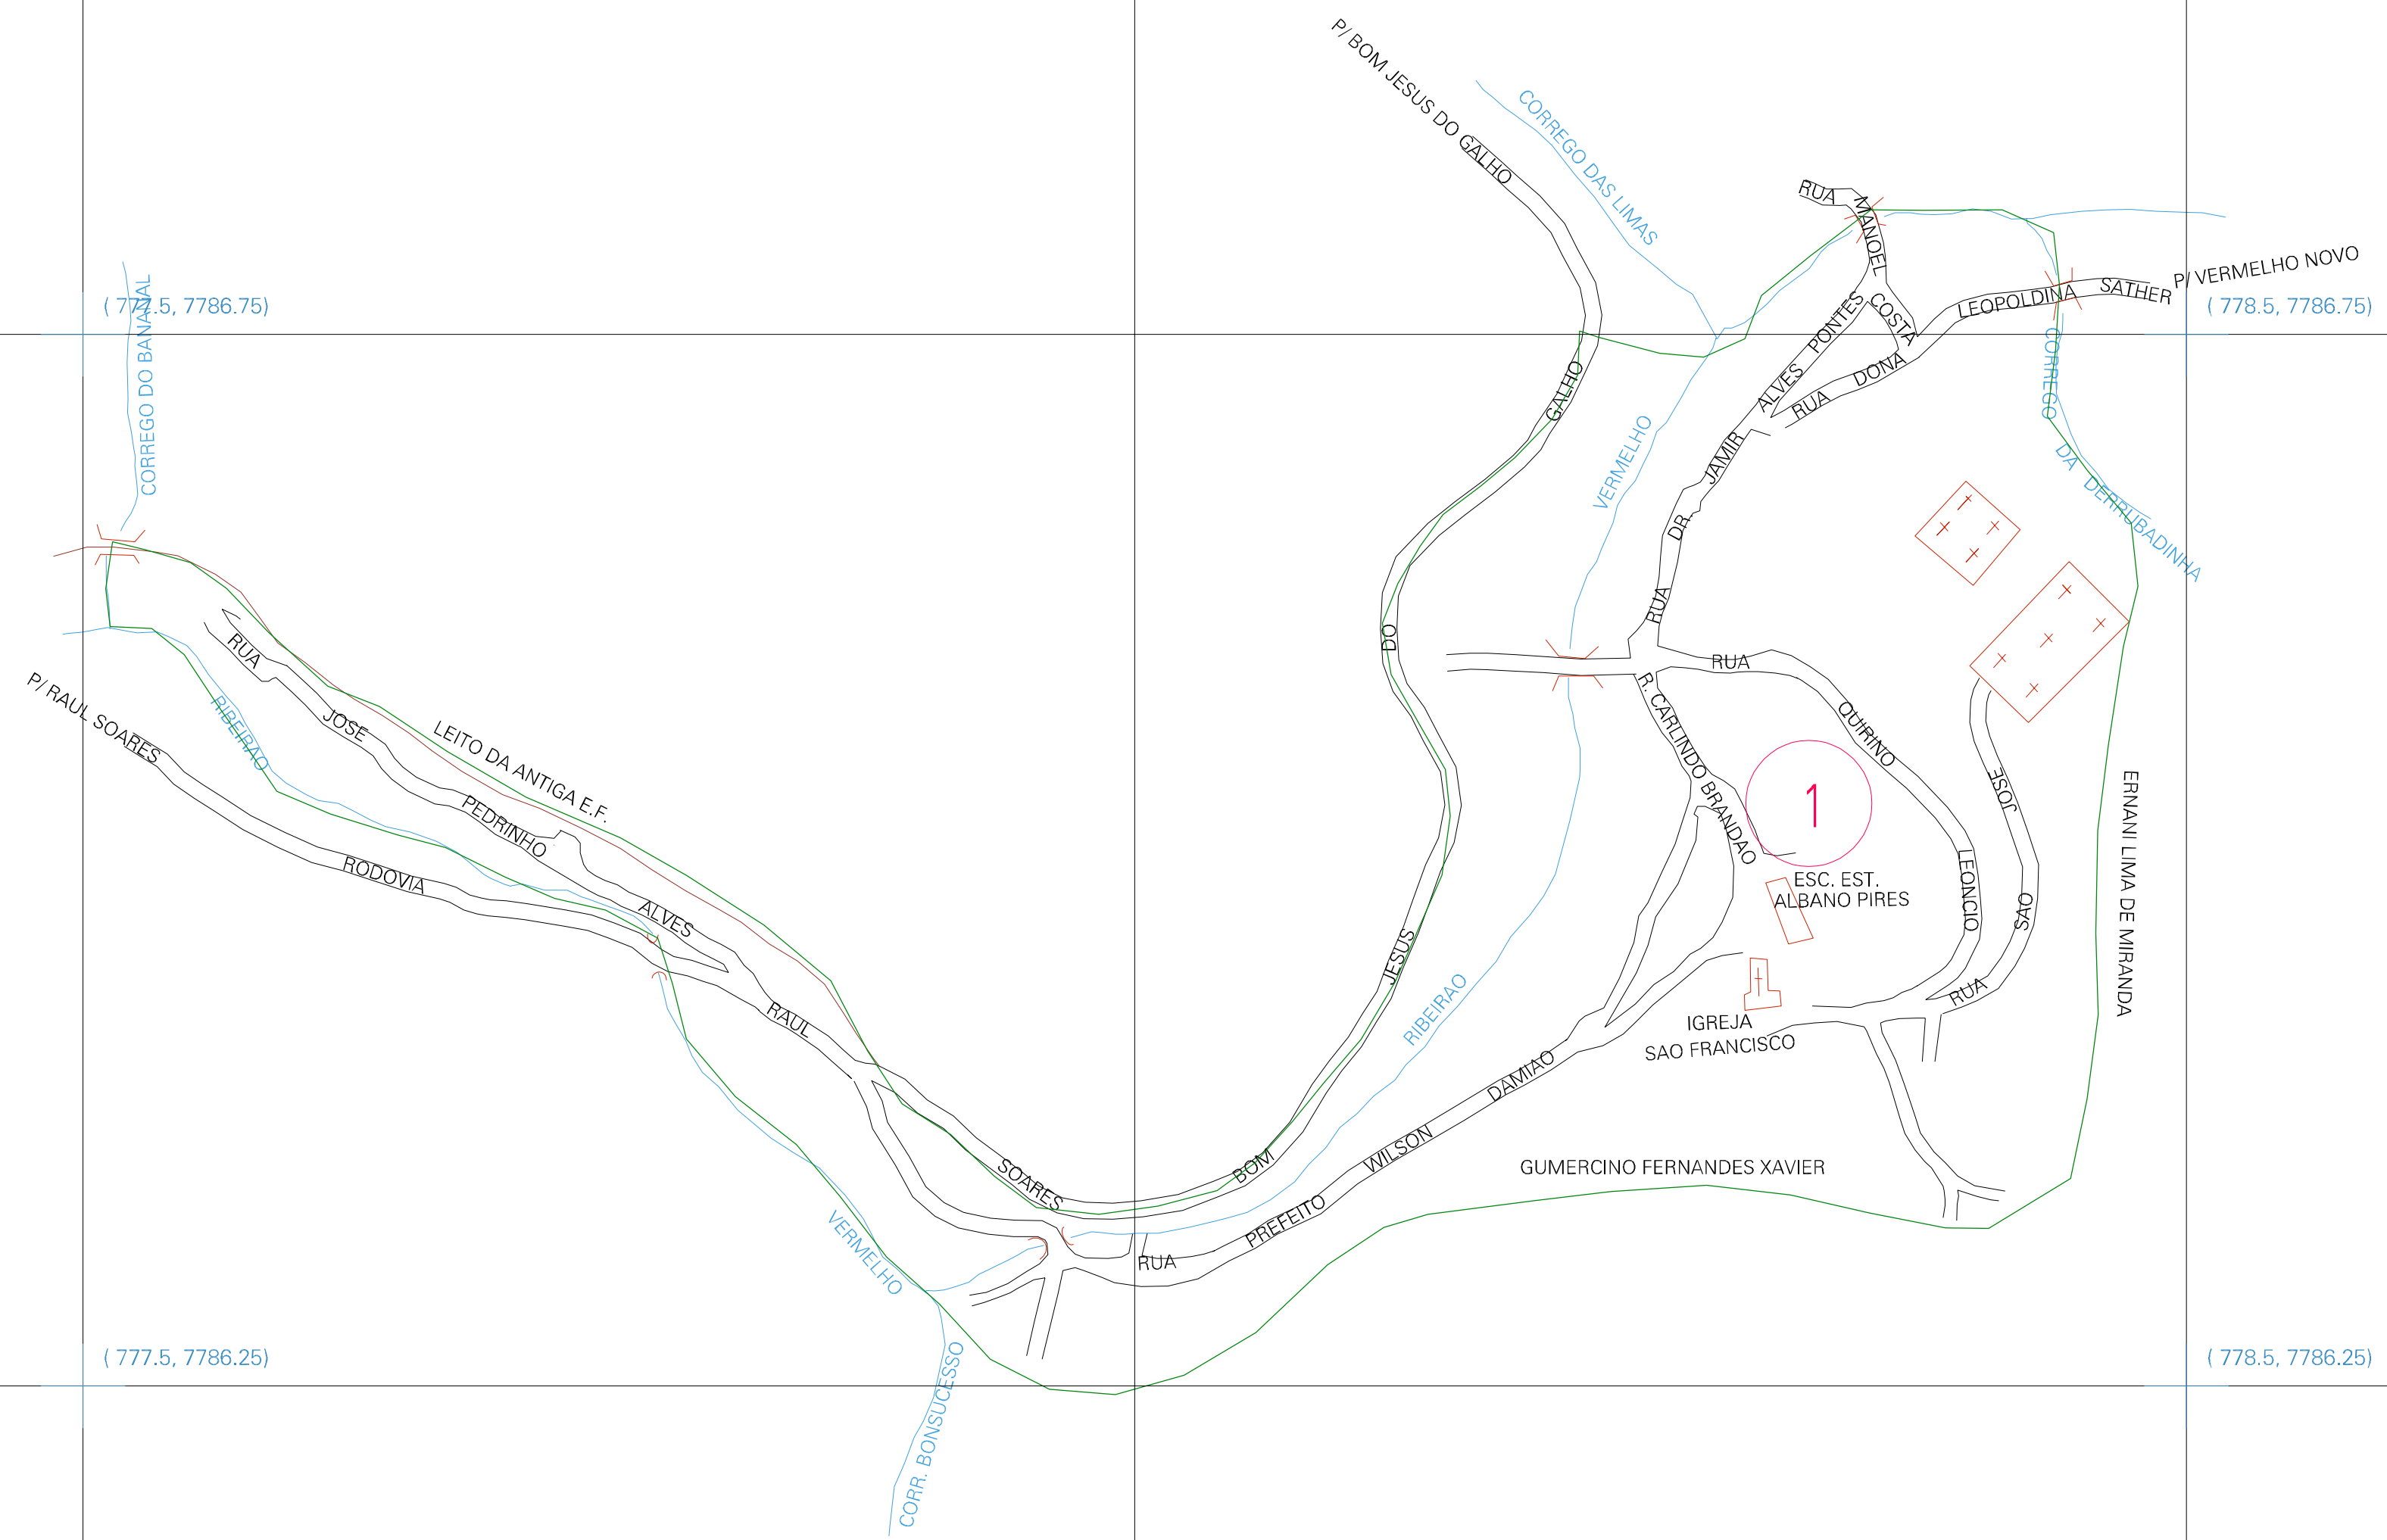 P/ BOM JESUS DO GALHO
CORREGO DAS LIMAS
RUA MANOEL COSTA
P/ VERMELHO NOVO
( 777.5, 7786.75)
( 778.5, 7786.75)
CORREGO DO BANANAL
RUA DONA LEOPOLDINA SATHER
RUA DR. JAMIR ALVES PONTES
CORREGO DA DERRUBADINHA
RIBEIRAO VERMELHO
RUA JOSE PEDRINHO ALVES
P/ RAUL SOARES
RIBEIRAO VERMELHO
LEITO DA ANTIGA E.F.
RODOVIA RAUL SOARES BOM JESUS DO GALHO
RUA QUIRINO LEONCIO
R. CARLINDO BRANDAO
1
ESC. EST.
ALBANO PIRES
RUA SAO JOSE
ERNANI LIMA DE MIRANDA
IGREJA
SAO FRANCISCO
RUA PREFEITO WILSON DAMIAO
GUMERCINO FERNANDES XAVIER
CORR. BONSUCESSO
( 777.5, 7786.25)
( 778.5, 7786.25)